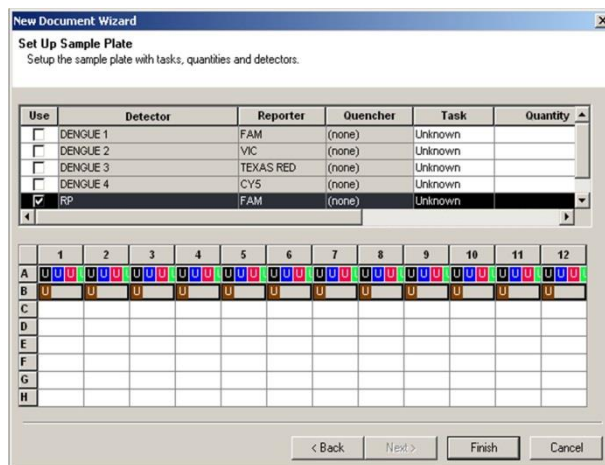 New Document Wizard
Set Up Sample Plate
Setup the sample plate with tasks, quantities and detectors.
Use Detector Reporter Quencher Task Quantity
DENGUE 1 FAM (none) Unknown
DENGUE 2 VIC (none) Unknown
DENGUE 3 TEXAS RED (none) Unknown
DENGUE 4 CY5 (none) Unknown
RP FAM (none) Unknown
1 2 3 4 5 6 7 8 9 10 11 12
A U U U U U U U U U U U U U U U U U U U U U U U U U U U U U U U U U U U U
B U U U U U U U U U U U U
C
D
E
F
G
H
< Back Next > Finish Cancel